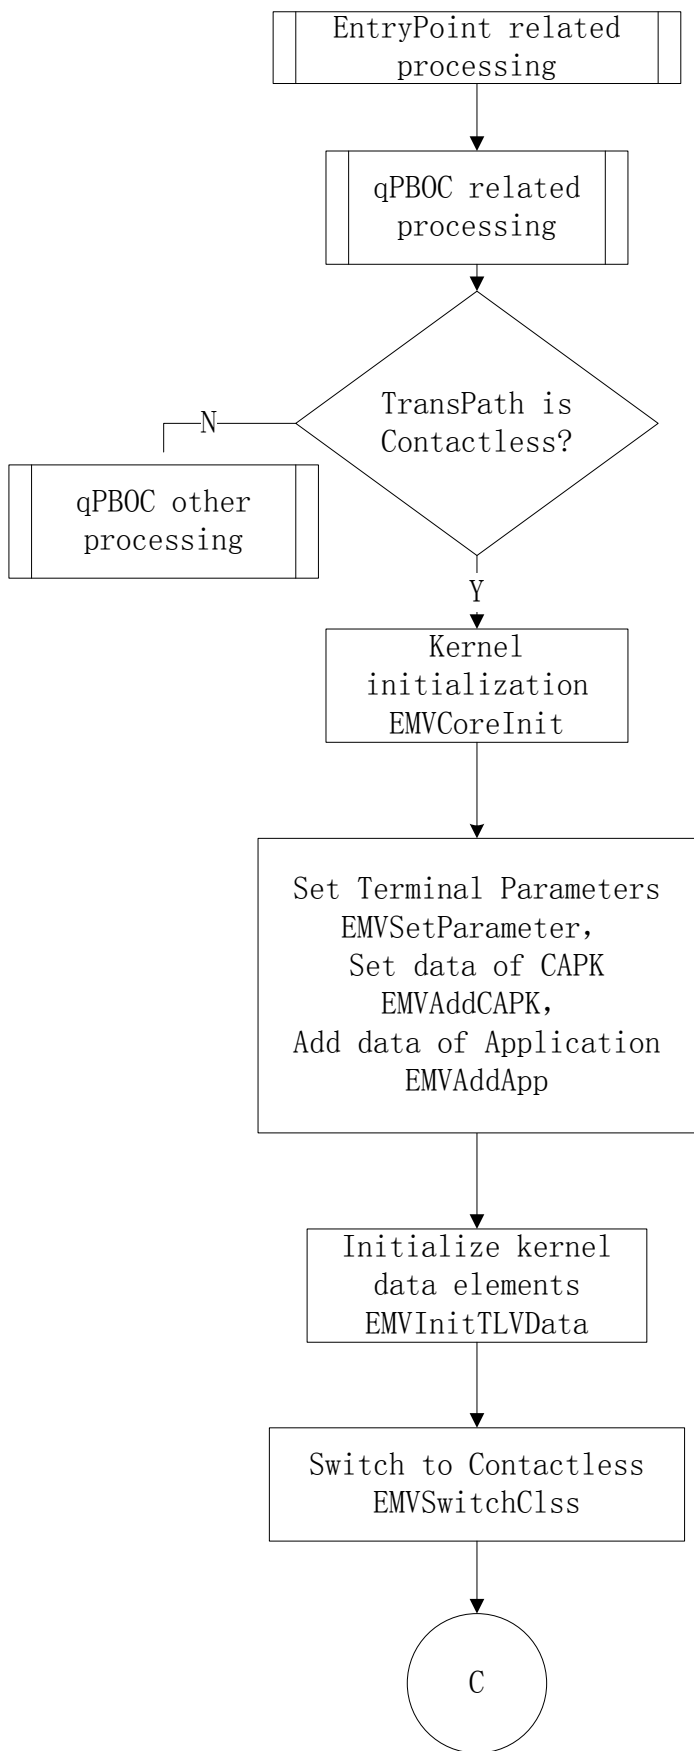 EntryPoint related
processing
qPBOC related
processing
TransPath is
Contactless?
N
qPBOC other
processing
Y
Kernel
initialization
EMVCoreInit
Set Terminal Parameters
EMVSetParameter，
Set data of CAPK
EMVAddCAPK，
Add data of Application
EMVAddApp
Initialize kernel
data elements
EMVInitTLVData
Switch to Contactless
EMVSwitchClss
C